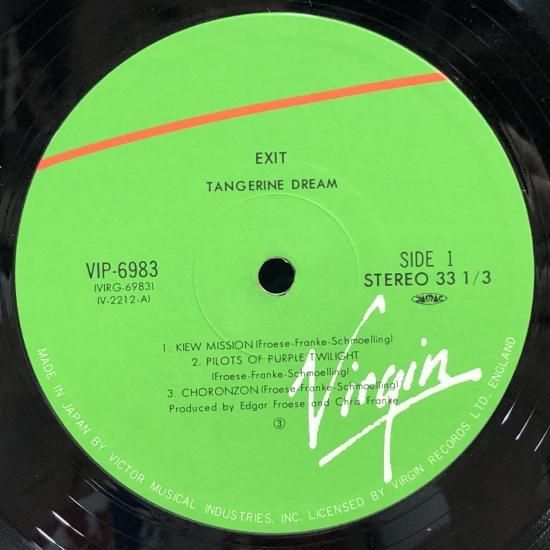 EXIT
TANGERINE DREAM
VIP-6983
(VIRG-6983)
(V-2212-A)
SIDE 1
STEREO 33 1/3
JASRAC
1. KIEW MISSION (Froese-Franke-Schmoelling)
2. PILOTS OF PURPLE TWILIGHT
(Froese-Franke-Schmoelling)
3. CHORONZON (Froese-Franke-Schmoelling)
Produced by Edgar Froese and Chris Franke
③
Virgin
MADE IN JAPAN BY VICTOR MUSICAL INDUSTRIES, INC. LICENSED BY VIRGIN RECORDS LTD., ENGLAND